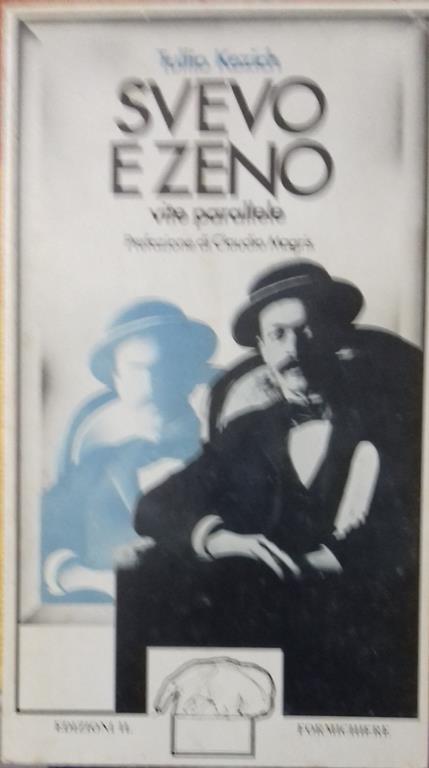 Tullio Kezich
SVEVO
E ZENO
vite parallele
Prefazione di Claudio Magris
EDIZIONI IL
FORMICHIERE